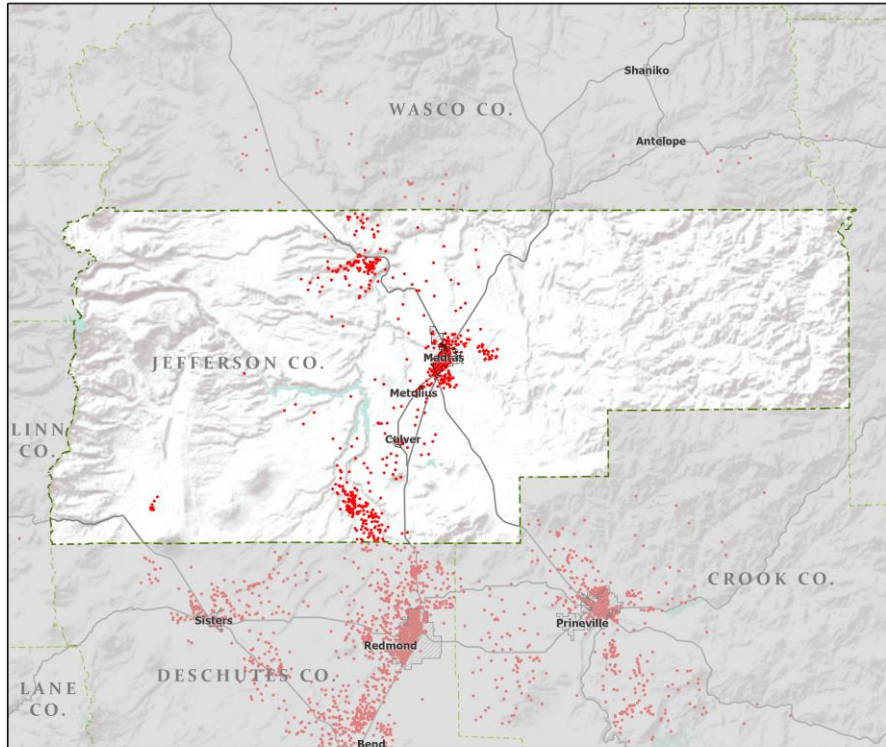 Shaniko
WASCO CO.
Antelope
Madras
JEFFERSON CO.
Metolius
LINN
CO.
Culver
CROOK CO.
Sisters
Prineville
Redmond
DESCHUTES CO.
LANE
CO.
Bend